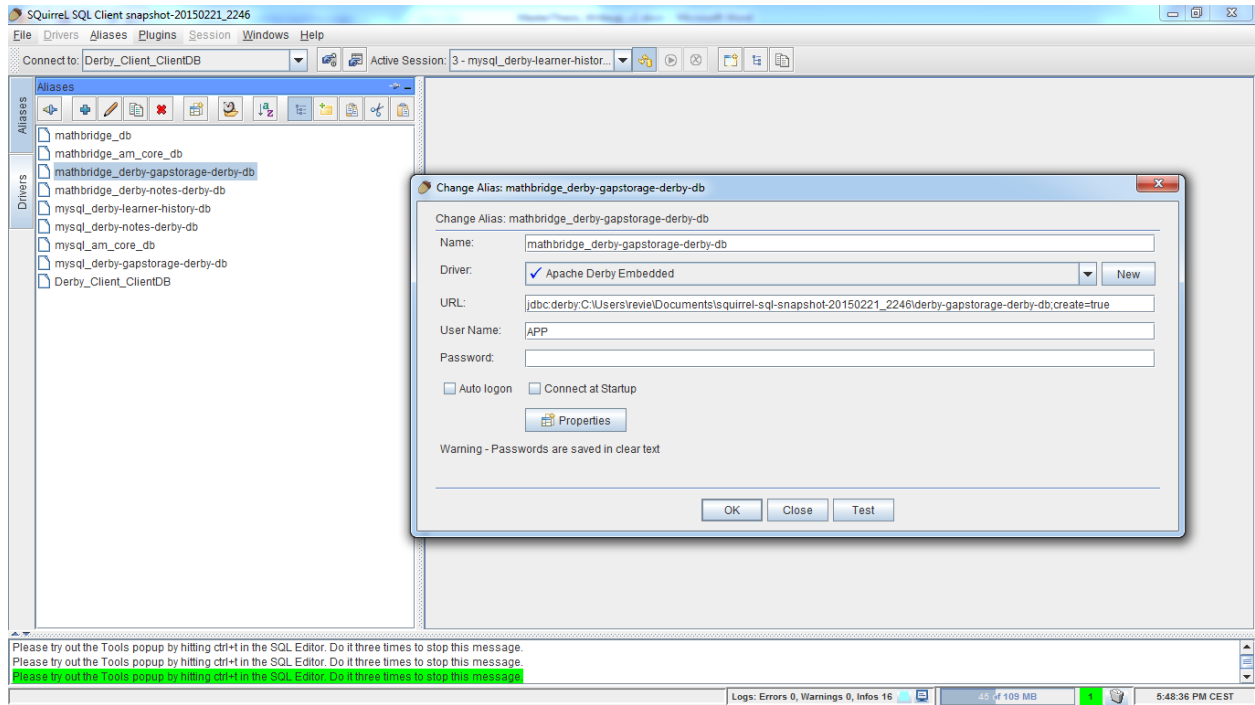 SQuirreL SQL Client snapshot-20150221_2246
File Drivers Aliases Plugins Session Windows Help
Connect to: Derby_Client_ClientDB Active Session: 3 - mysql_derby-learner-histor...
Aliases
Aliases
Drivers
mathbridge_db
mathbridge_am_core_db
mathbridge_derby-gapstorage-derby-db
mathbridge_derby-notes-derby-db
mysql_derby-learner-history-db
mysql_derby-notes-derby-db
mysql_am_core_db
mysql_derby-gapstorage-derby-db
Derby_Client_ClientDB
Change Alias: mathbridge_derby-gapstorage-derby-db
Change Alias: mathbridge_derby-gapstorage-derby-db
Name: mathbridge_derby-gapstorage-derby-db
Driver: Apache Derby Embedded New
URL: jdbc:derby:C:\Users\revie\Documents\squirrel-sql-snapshot-20150221_2246\derby-gapstorage-derby-db;create=true
User Name: APP
Password:
Auto logon Connect at Startup
Properties
Warning - Passwords are saved in clear text
OK Close Test
Please try out the Tools popup by hitting ctrl+t in the SQL Editor. Do it three times to stop this message.
Please try out the Tools popup by hitting ctrl+t in the SQL Editor. Do it three times to stop this message.
Please try out the Tools popup by hitting ctrl+t in the SQL Editor. Do it three times to stop this message.
Logs: Errors 0, Warnings 0, Infos 16 45 of 109 MB 1 5:48:36 PM CEST